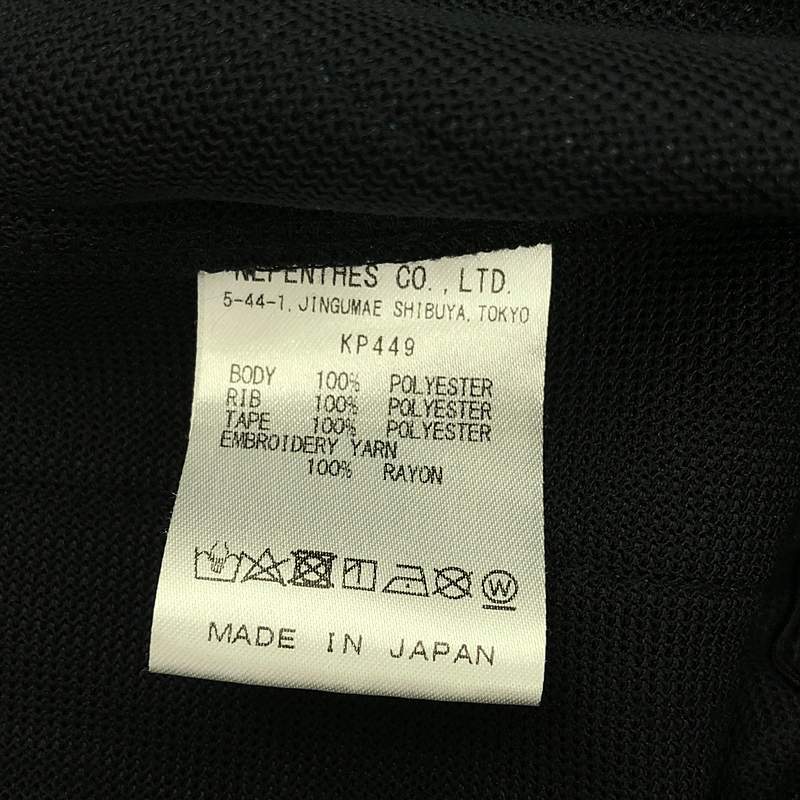 NEPENTHES CO., LTD.
5-44-1, JINGUMAE SHIBUYA, TOKYO
KP449
BODY 100% POLYESTER
RIB 100% POLYESTER
TAPE 100% POLYESTER
EMBROIDERY YARN
100% RAYON
W
MADE IN JAPAN